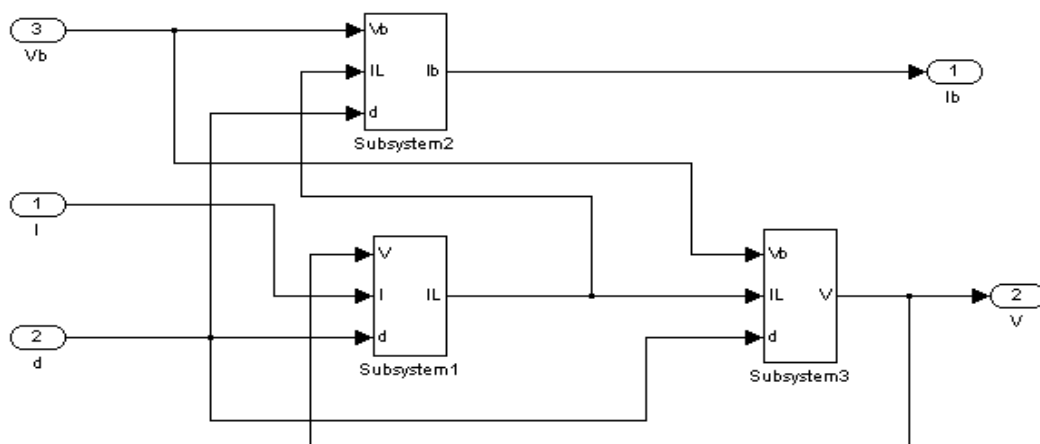 3
Vb
Vb
IL
d
Ib
Subsystem2
1
Ib
1
I
V
I
d
IL
Subsystem1
Vb
IL
d
V
Subsystem3
2
V
2
d